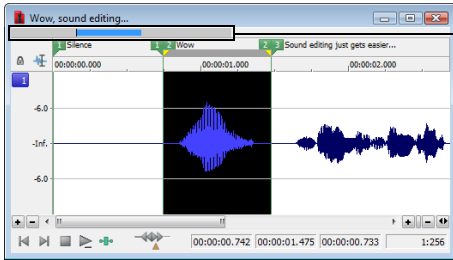 Wow, sound editing...
1 Silence 1 2 Wow 2 3 Sound editing just gets easier...
00:00:00.000 ,00:00:01.000 ,00:00:02.000
1
-6.0
-Inf.
-6.0
00:00:00.742 00:00:01.475 00:00:00.733 1:256